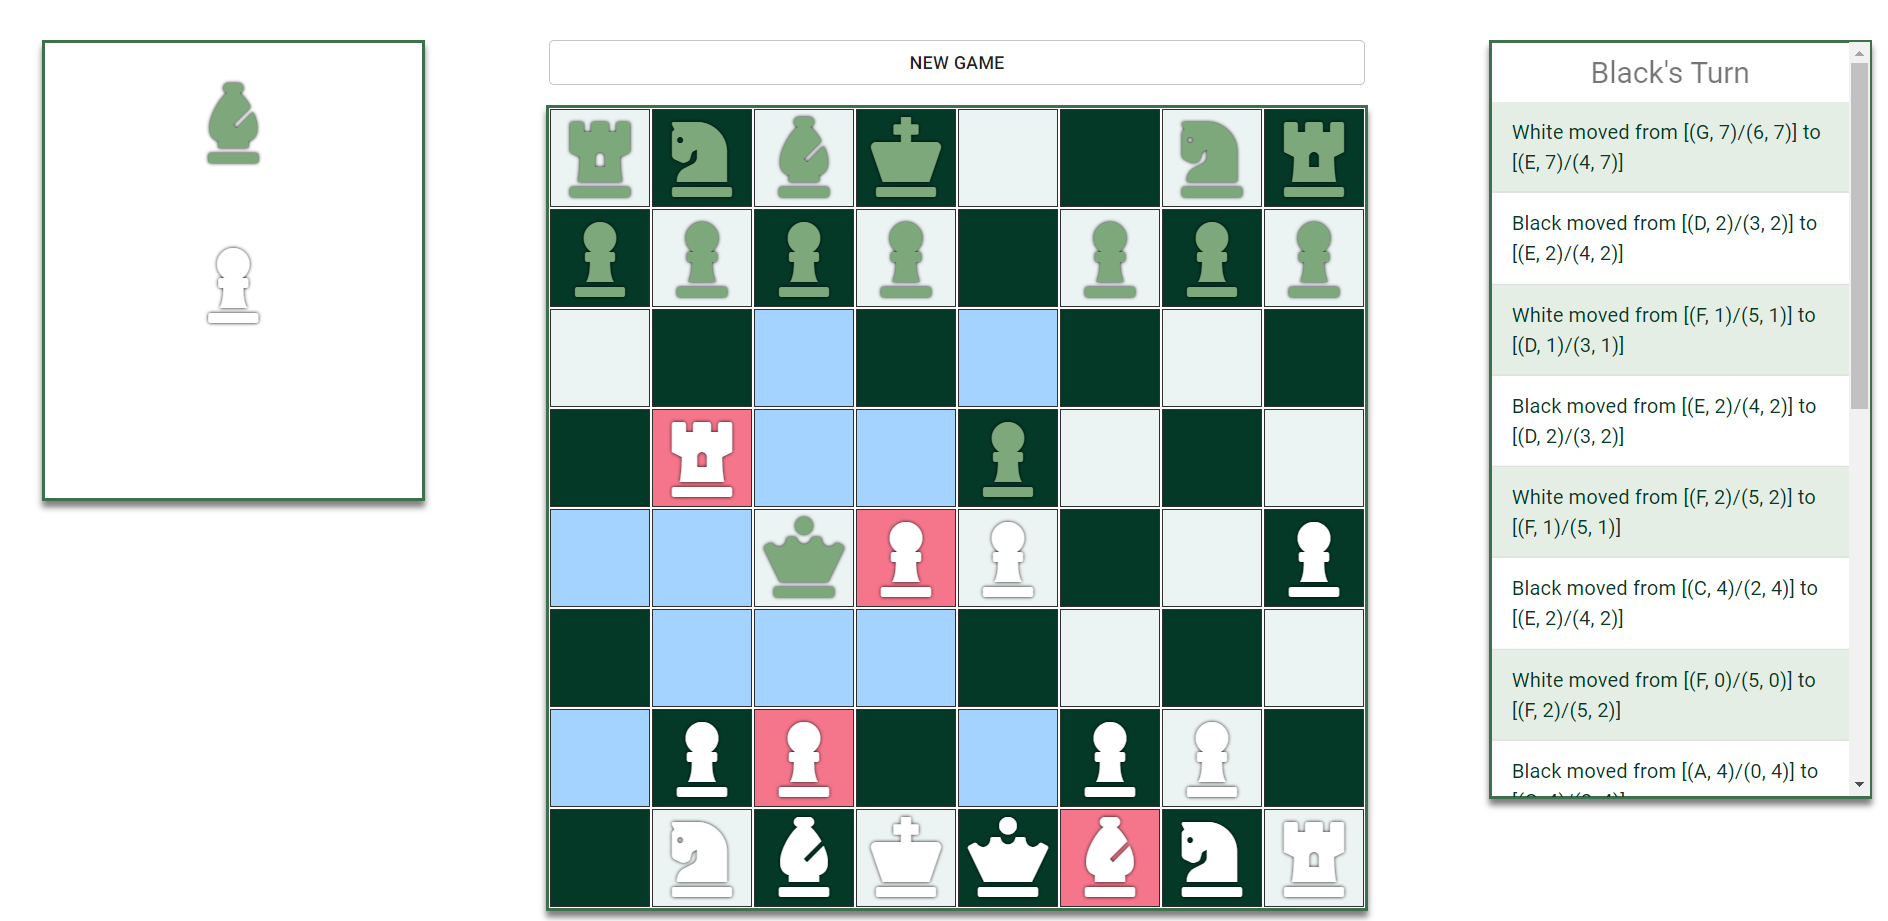 NEW GAME
Black's Turn
White moved from [(G, 7)/(6, 7)] to
[(E, 7)/(4, 7)]
Black moved from [(D, 2)/(3, 2)] to
[(E, 2)/(4, 2)]
White moved from [(F, 1)/(5, 1)] to
[(D, 1)/(3, 1)]
Black moved from [(E, 2)/(4, 2)] to
[(D, 2)/(3, 2)]
White moved from [(F, 2)/(5, 2)] to
[(F, 1)/(5, 1)]
Black moved from [(C, 4)/(2, 4)] to
[(E, 2)/(4, 2)]
White moved from [(F, 0)/(5, 0)] to
[(F, 2)/(5, 2)]
Black moved from [(A, 4)/(0, 4)] to